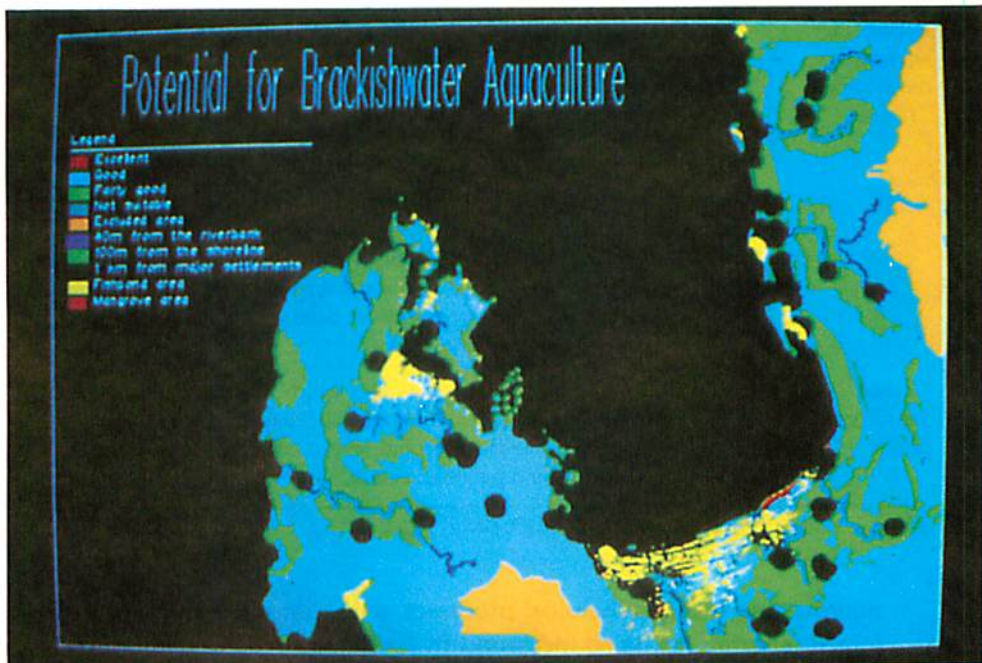 Potential for Brackishwater Aquaculture
Legend
Excellent
Good
Farly good
Not suitable
Excluded area
40m from the riverbank
100m from the shoreline
1 km from major settlements
Fishpond area
Mangrove area